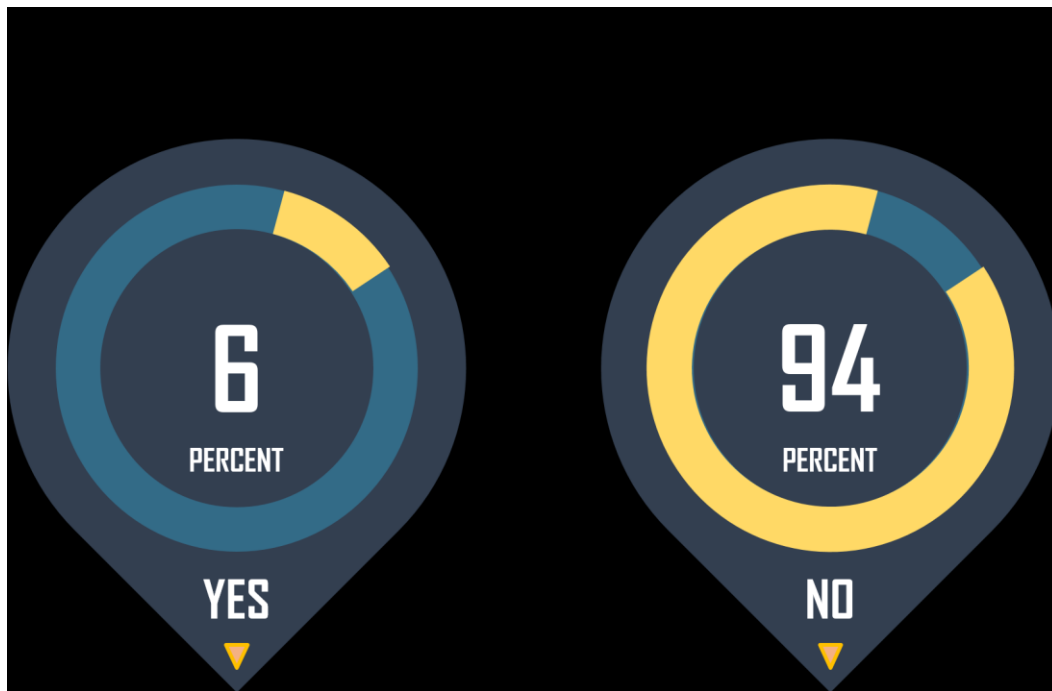 6
PERCENT
YES
94
PERCENT
NO